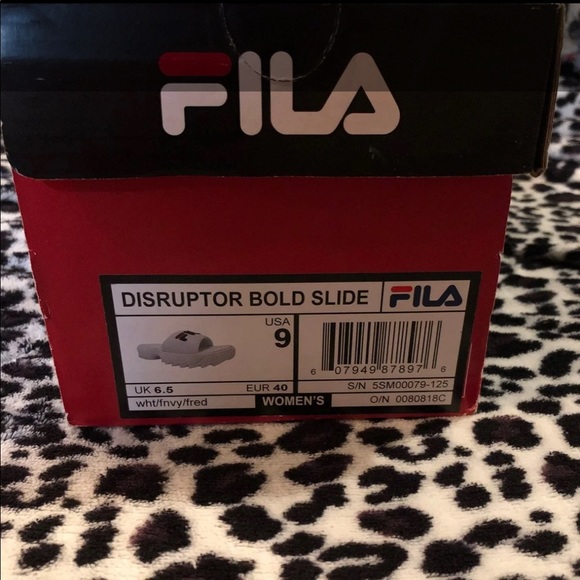 FILA
DISRUPTOR BOLD SLIDE
FILA
USA
9
UK 6.5
EUR 40
wht/fnvy/fred
WOMEN'S
6 07949 87897 6
S/N 5SM00079-125
O/N 0080818C